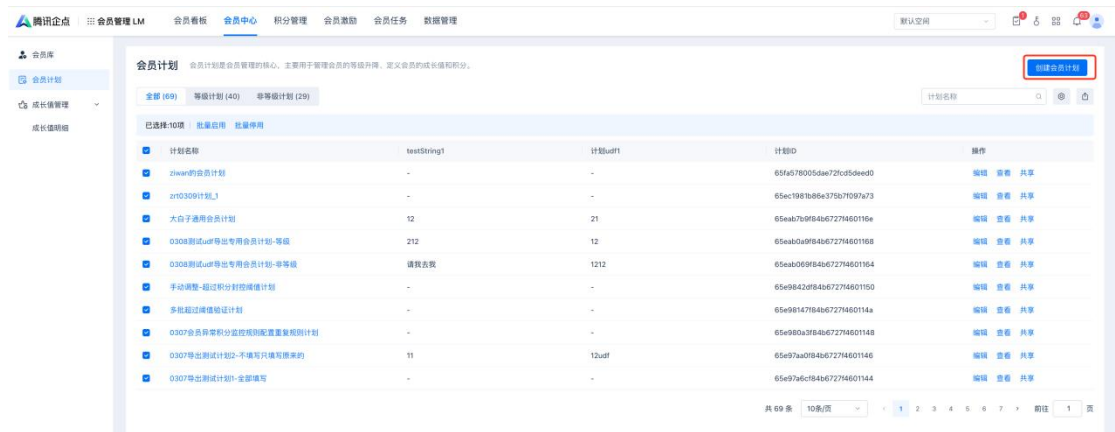 腾讯企点 会员管理 LM 会员看板 会员中心 积分管理 会员激励 会员任务 数据管理 默认空间 63
会员库
会员计划
成长值管理
成长值明细
会员计划 会员计划是会员管理的核心，主要用于管理会员的等级升降，定义会员的成长值和积分。 创建会员计划
全部 (69) 等级计划 (40) 非等级计划 (29) 计划名称
已选择:10项 批量启用 批量停用
计划名称 testString1 计划udf1 计划ID 操作
ziwan的会员计划 - - 65fa578005dae72fcd5deed0 编辑 查看 共享
zrt0309计划_1 - - 65ec1981b86e375b7f097a73 编辑 查看 共享
大白子通用会员计划 12 21 65eab7b9f84b6727f460116e 编辑 查看 共享
0308测试udf导出专用会员计划-等级 212 12 65eab0a9f84b6727f4601168 编辑 查看 共享
0308测试udf导出专用会员计划-非等级 请我去我 1212 65eab069f84b6727f4601164 编辑 查看 共享
手动调整-超过积分封控阈值计划 - - 65e9842df84b6727f4601150 编辑 查看 共享
多批超过阈值验证计划 - - 65e98147f84b6727f460114a 编辑 查看 共享
0307会员异常积分监控规则配置重复规则计划 - - 65e980a3f84b6727f4601148 编辑 查看 共享
0307导出测试计划2-不填写只填写原来的 11 12udf 65e97aa0f84b6727f4601146 编辑 查看 共享
0307导出测试计划1-全部填写 - - 65e97a6cf84b6727f4601144 编辑 查看 共享
共 69 条 10条/页 1 2 3 4 5 6 7 前往 1 页